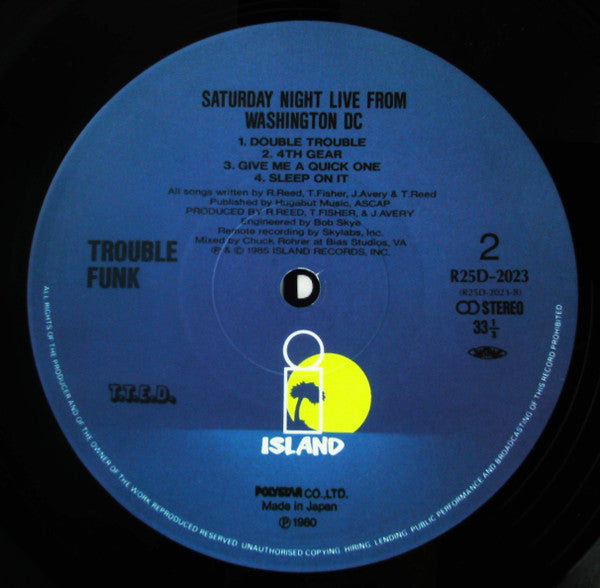 SATURDAY NIGHT LIVE FROM
WASHINGTON DC
1. DOUBLE TROUBLE
2. 4TH GEAR
3. GIVE ME A QUICK ONE
4. SLEEP ON IT
All songs written by R.Reed, T.Fisher, J.Avery & T.Reed
Published by Hugabut Music, ASCAP
PRODUCED BY R.REED, T.FISHER, & J.AVERY
Engineered by Bob Skye
Remote recording by Skylabs, Inc.
Mixed by Chuck Rohrer at Bias Studios, VA
℗ & © 1985 ISLAND RECORDS, INC.
TROUBLE
FUNK
2
R25D-2023
(R25D-2023-B)
STEREO
33 1/3
T.T.E.D.
ISLAND
POLYSTAR CO.,LTD.
Made in Japan
℗ 1980
ALL RIGHTS OF THE PRODUCER AND OF THE OWNER OF THE WORK REPRODUCED RESERVED. UNAUTHORISED COPYING, HIRING, LENDING, PUBLIC PERFORMANCE AND BROADCASTING OF THIS RECORD PROHIBITED